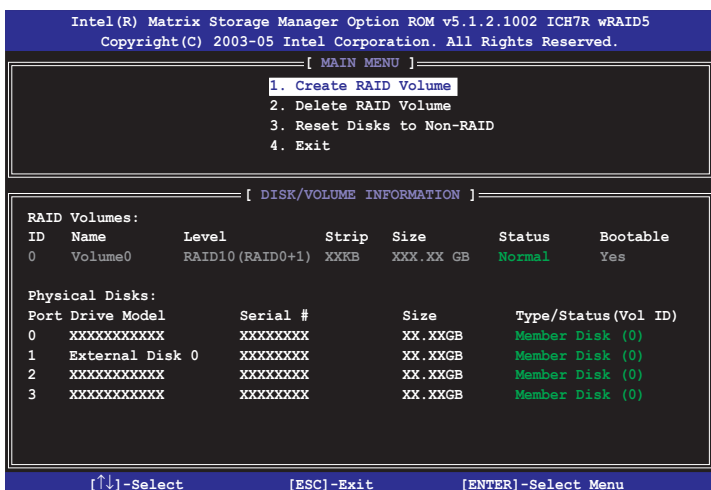 Intel(R) Matrix Storage Manager Option ROM v5.1.2.1002 ICH7R wRAID5
Copyright(C) 2003-05 Intel Corporation. All Rights Reserved.
[ MAIN MENU ]
1. Create RAID Volume
2. Delete RAID Volume
3. Reset Disks to Non-RAID
4. Exit
[ DISK/VOLUME INFORMATION ]
RAID Volumes:
ID Name Level Strip Size Status Bootable
0 Volume0 RAID10(RAID0+1) XXKB XXX.XX GB Normal Yes
Physical Disks:
Port Drive Model Serial # Size Type/Status(Vol ID)
0 XXXXXXXXXXX XXXXXXXX XX.XXGB Member Disk (0)
1 External Disk 0 XXXXXXXX XX.XXGB Member Disk (0)
2 XXXXXXXXXXX XXXXXXXX XX.XXGB Member Disk (0)
3 XXXXXXXXXXX XXXXXXXX XX.XXGB Member Disk (0)
[↑↓]-Select [ESC]-Exit [ENTER]-Select Menu